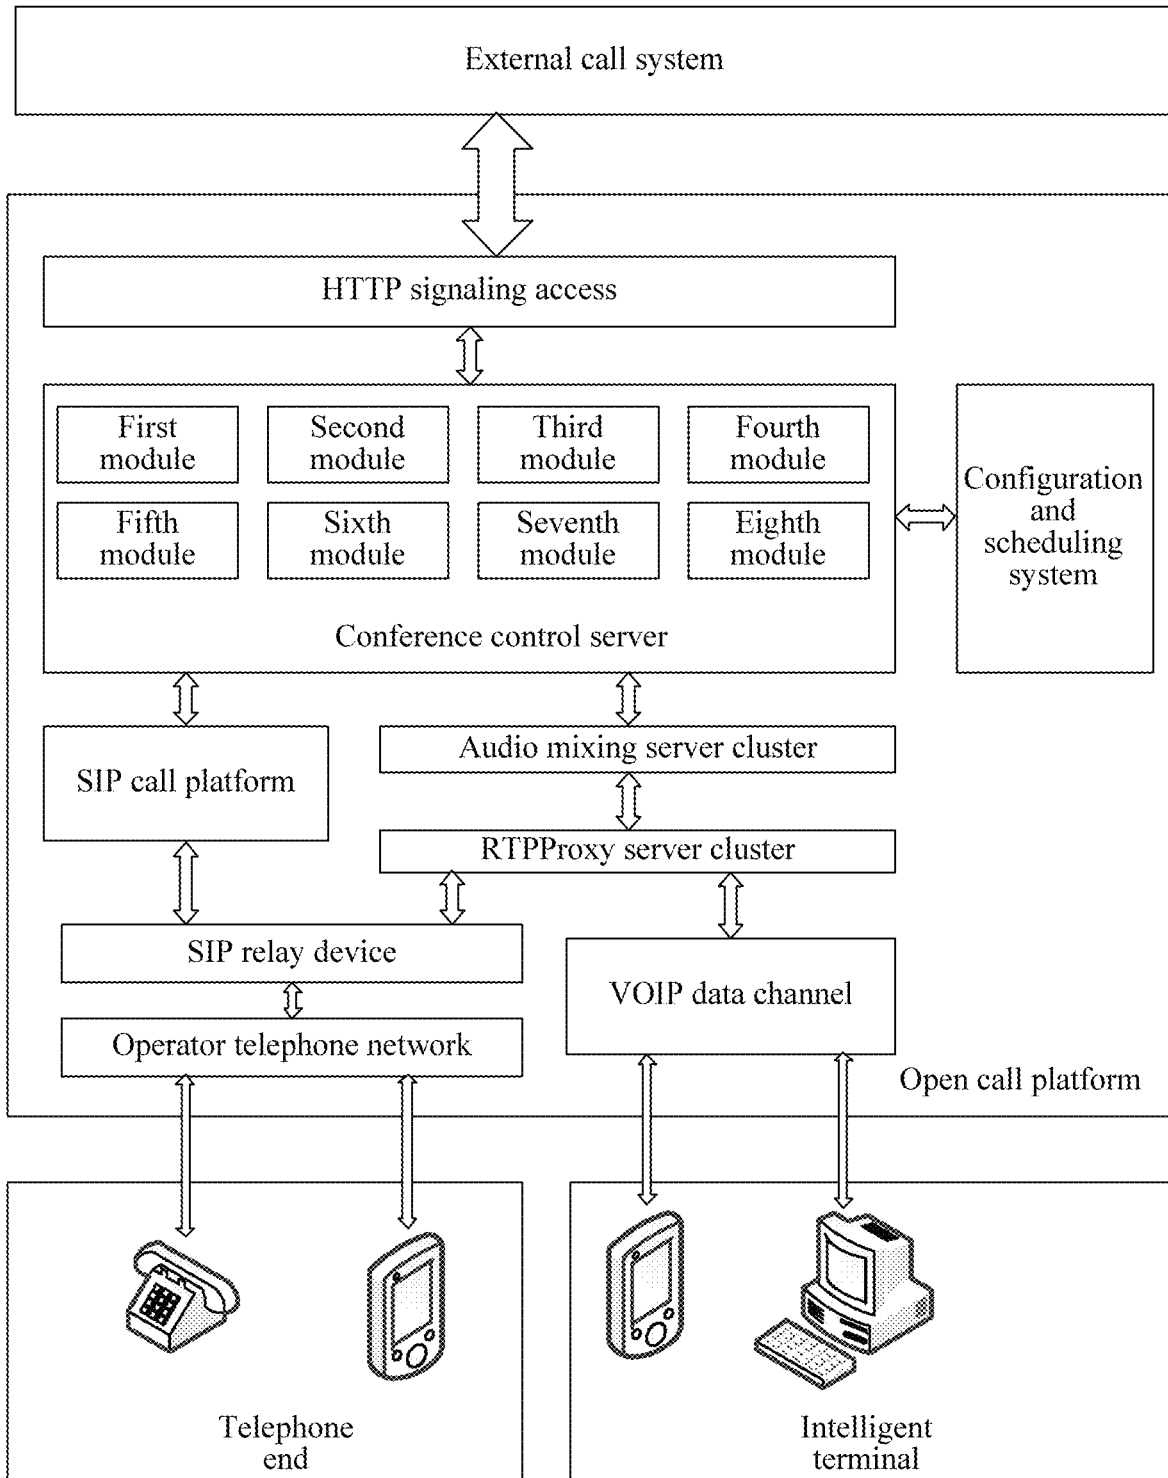 External call system
HTTP signaling access
First
module
Second
module
Third
module
Fourth
module
Fifth
module
Sixth
module
Seventh
module
Eighth
module
Conference control server
Configuration
and
scheduling
system
SIP call platform
Audio mixing server cluster
RTPProxy server cluster
SIP relay device
VOIP data channel
Operator telephone network
Open call platform
Telephone
end
Intelligent
terminal